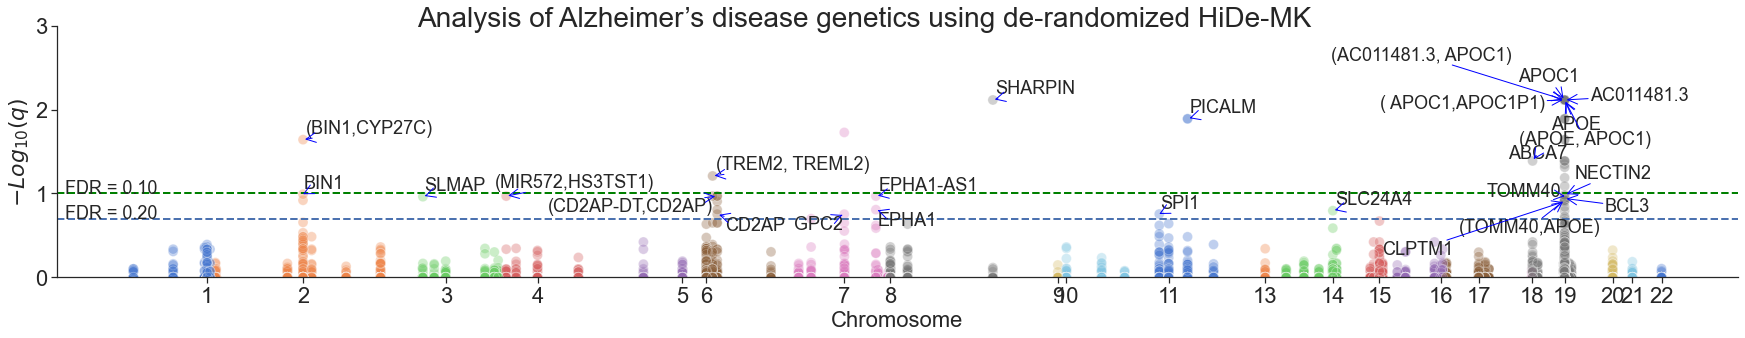 Analysis of Alzheimer’s disease genetics using de-randomized HiDe-MK
−Log10(q)
3
2
1
0
FDR = 0.10
FDR = 0.20
(BIN1,CYP27C)
BIN1
SLMAP
(MIR572,HS3TST1)
(TREM2, TREML2)
(CD2AP-DT,CD2AP)
CD2AP
GPC2
EPHA1-AS1
EPHA1
SHARPIN
PICALM
SPI1
SLC24A4
(AC011481.3, APOC1)
APOC1
( APOC1,APOC1P1)
AC011481.3
APOE
(APOE, APOC1)
ABCA7
NECTIN2
TOMM40
BCL3
(TOMM40,APOE)
CLPTM1
1 2 3 4 5 6 7 8 9 10 11 13 14 15 16 17 18 19 20 21 22
Chromosome